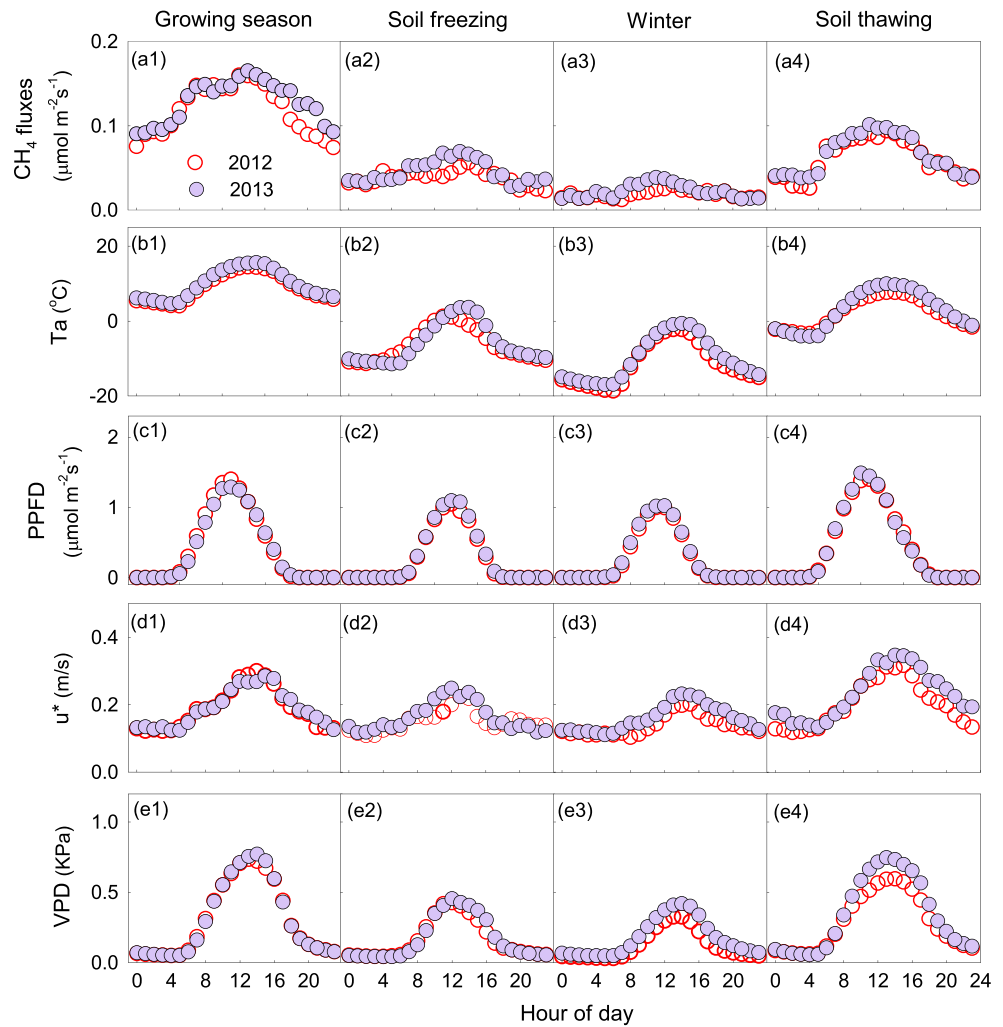 Growing season Soil freezing Winter Soil thawing
CH4 fluxes
(μmol m⁻²s⁻¹)
0.2
0.1
0.0
(a1) (a2) (a3) (a4)
2012
2013
Ta (°C)
20
0
-20
(b1) (b2) (b3) (b4)
PPFD
(μmol m⁻²s⁻¹)
2
1
0
(c1) (c2) (c3) (c4)
u* (m/s)
0.4
0.2
0.0
(d1) (d2) (d3) (d4)
VPD (KPa)
1.0
0.5
0.0
(e1) (e2) (e3) (e4)
0 4 8 12 16 20 0 4 8 12 16 20 0 4 8 12 16 20 0 4 8 12 16 20 24
Hour of day